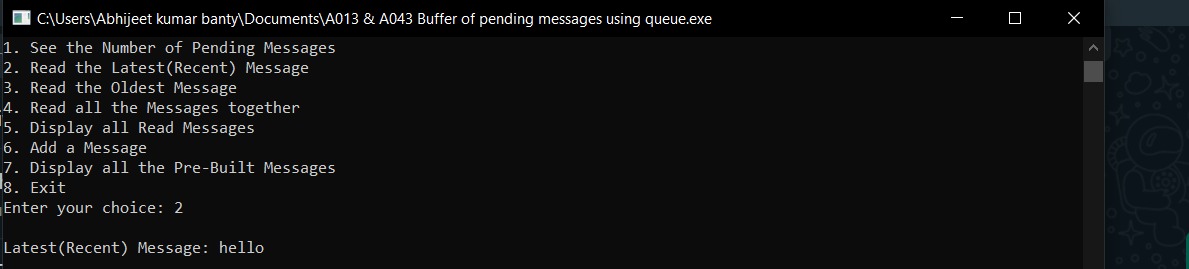 C:\Users\Abhijeet kumar banty\Documents\A013 & A043 Buffer of pending messages using queue.exe
1. See the Number of Pending Messages
2. Read the Latest(Recent) Message
3. Read the Oldest Message
4. Read all the Messages together
5. Display all Read Messages
6. Add a Message
7. Display all the Pre-Built Messages
8. Exit
Enter your choice: 2
Latest(Recent) Message: hello